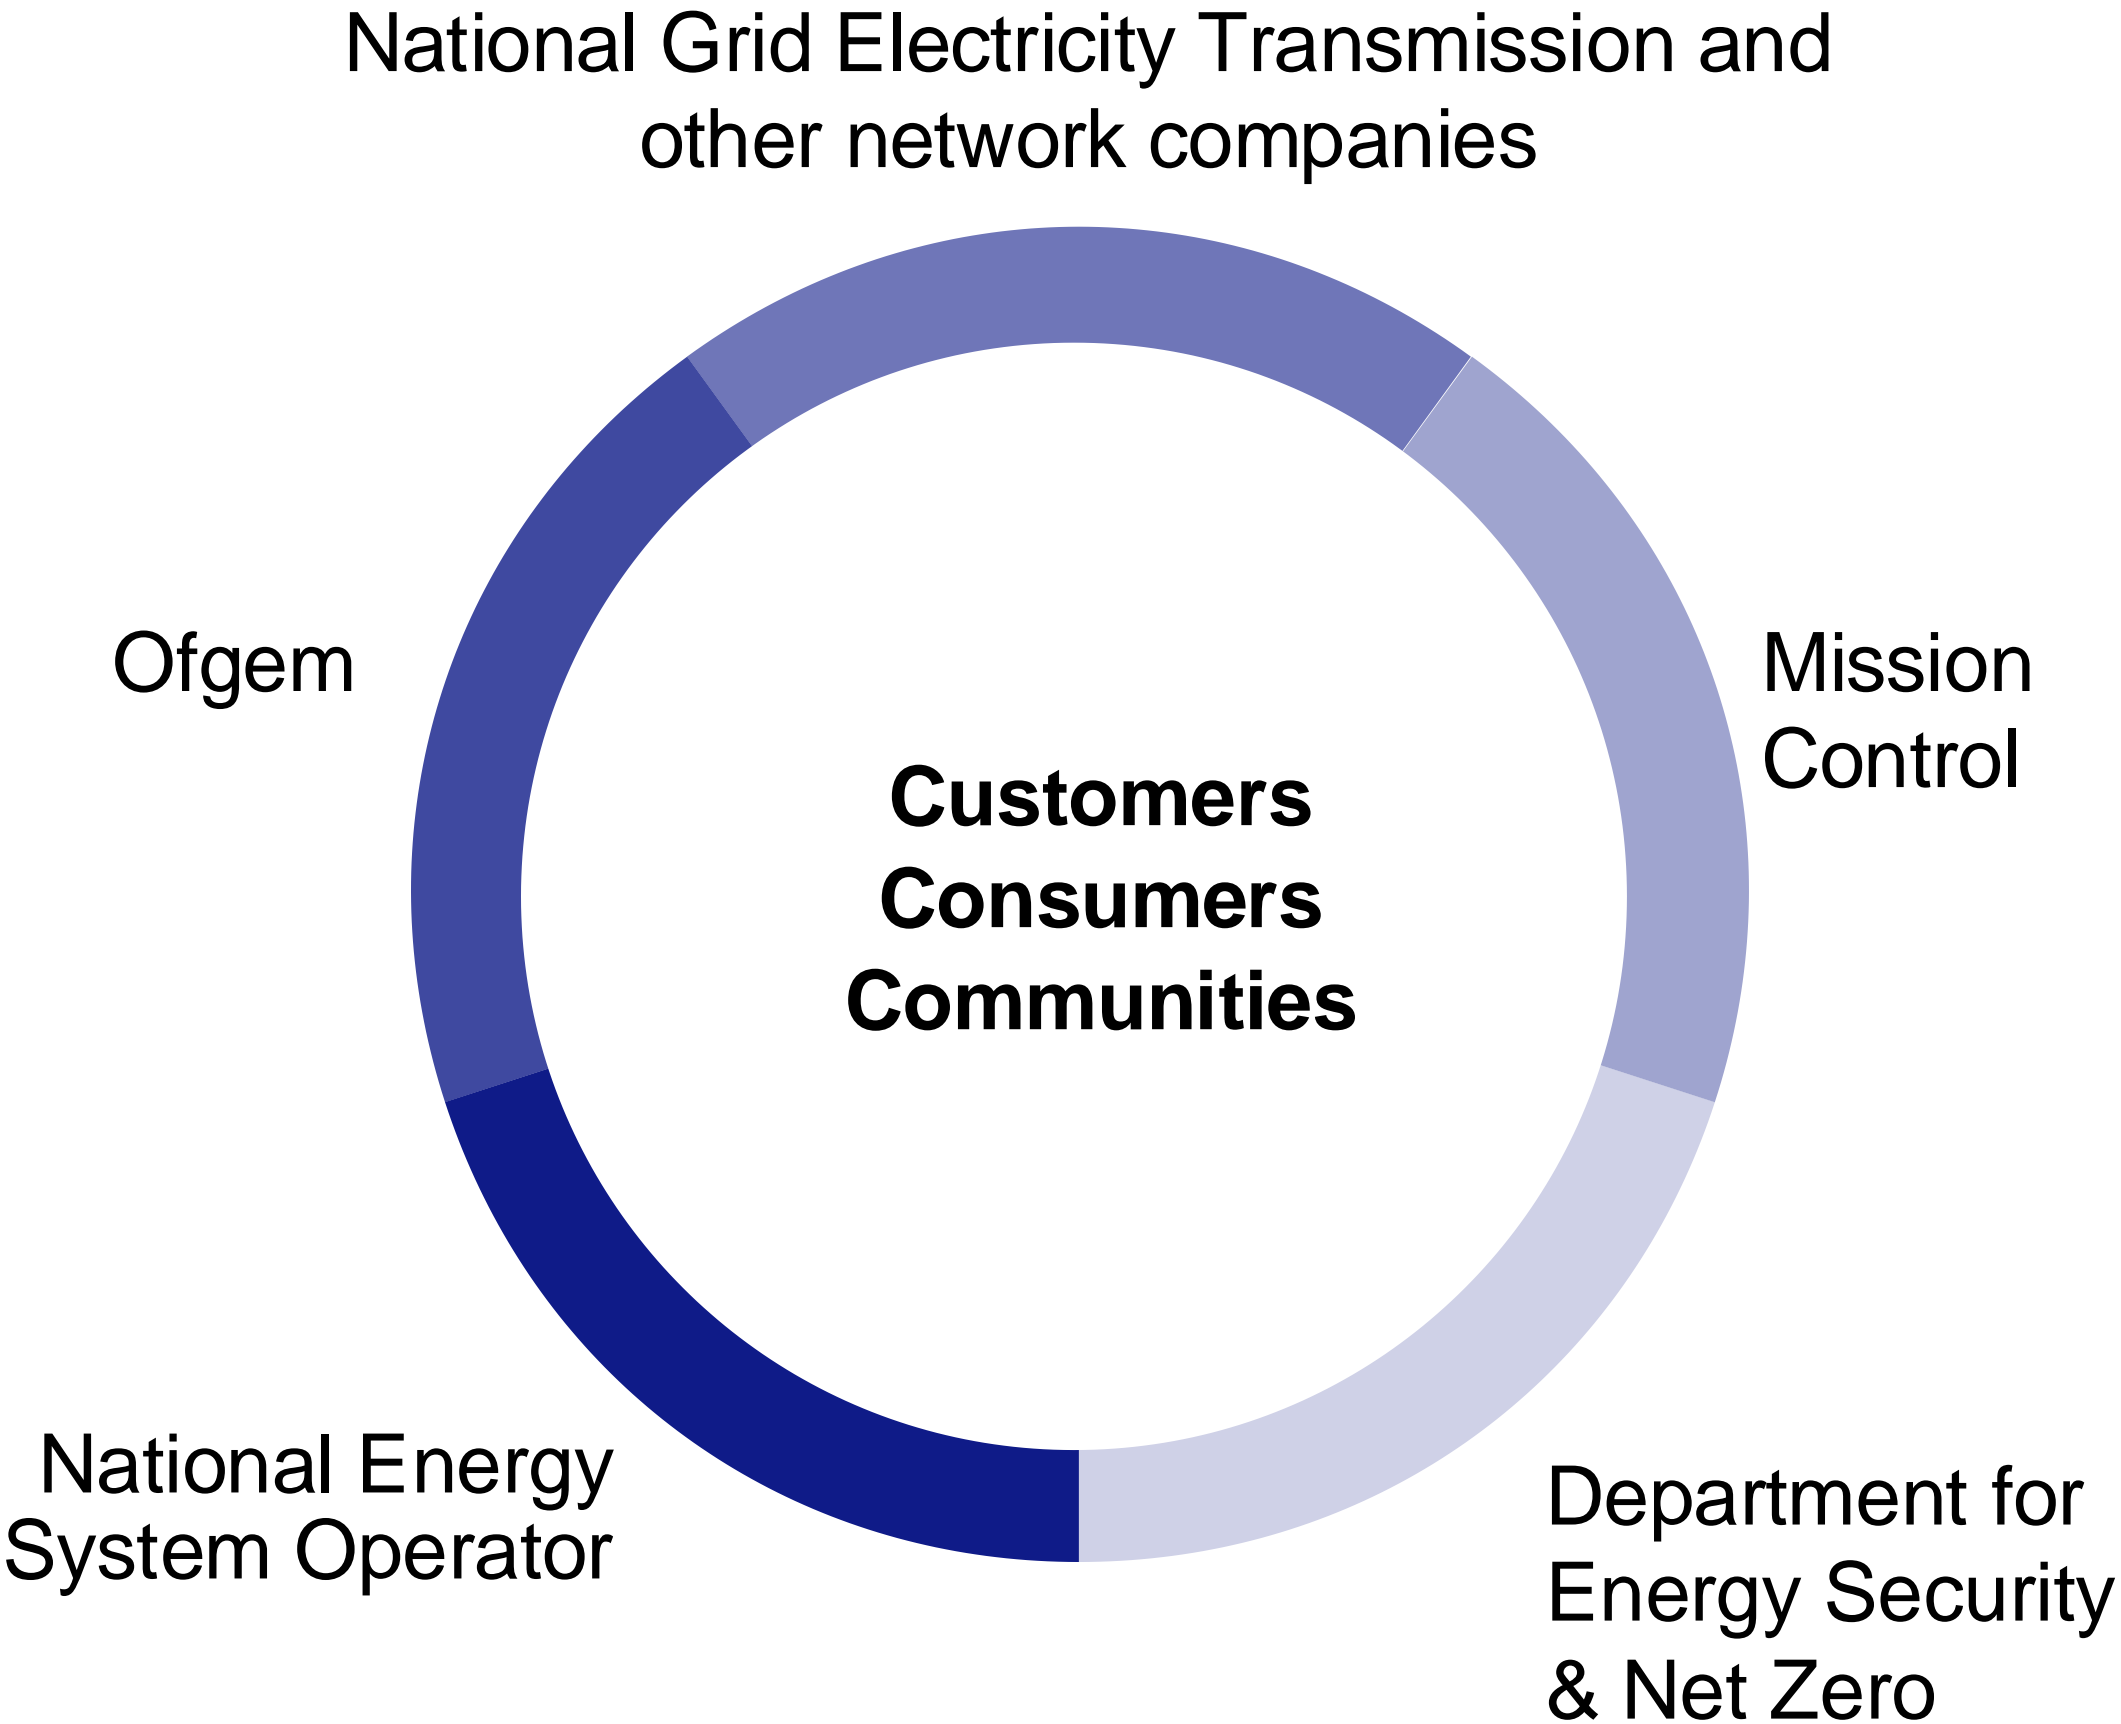 National Grid Electricity Transmission and
other network companies
Ofgem
Mission
Control
Customers
Consumers
Communities
National Energy
System Operator
Department for
Energy Security
& Net Zero